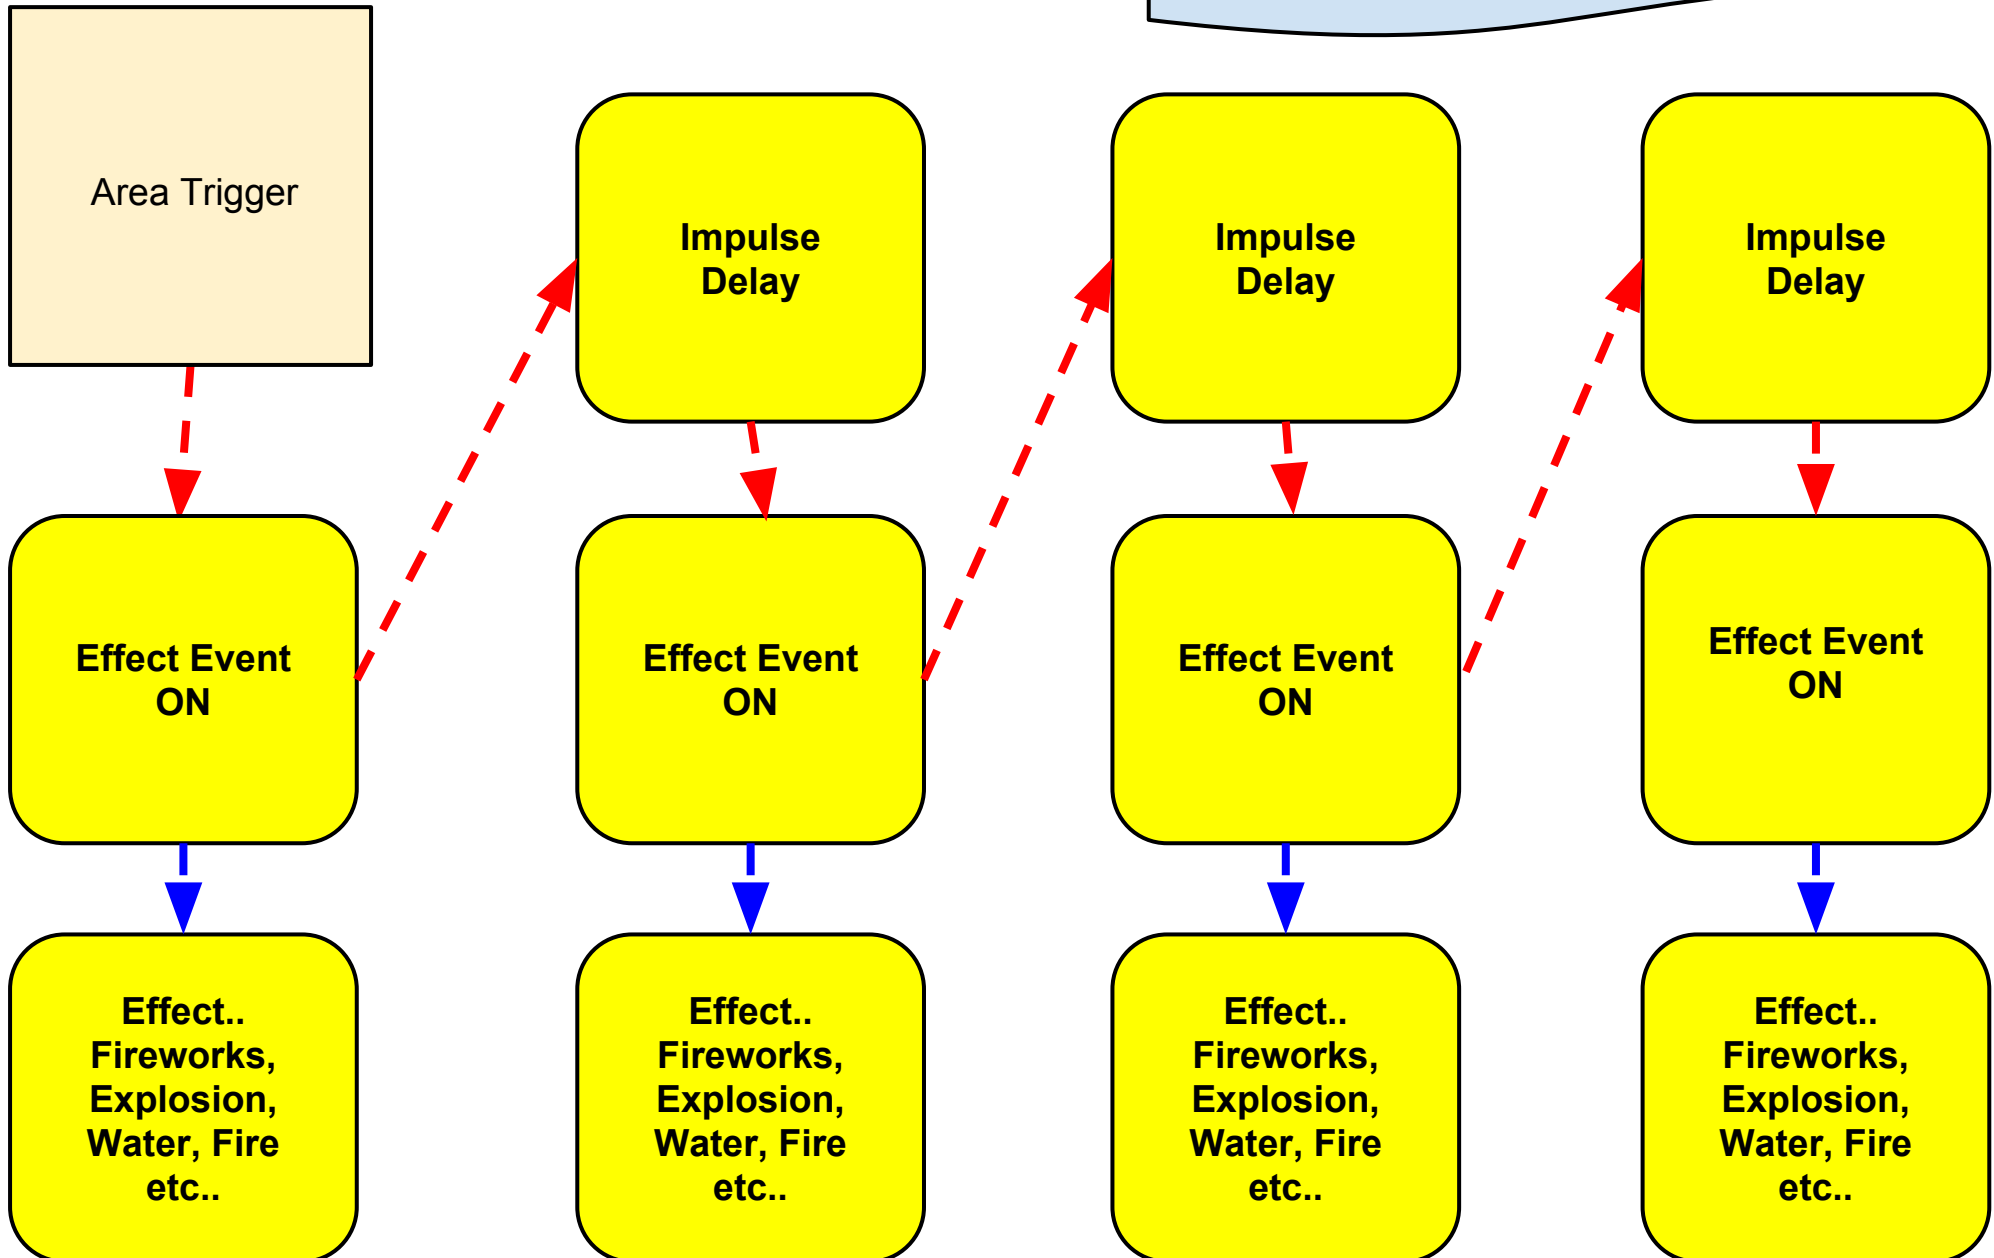 Area Trigger
Impulse
Delay
Impulse
Delay
Impulse
Delay
Effect Event
ON
Effect Event
ON
Effect Event
ON
Effect Event
ON
Effect..
Fireworks,
Explosion,
Water, Fire
etc..
Effect..
Fireworks,
Explosion,
Water, Fire
etc..
Effect..
Fireworks,
Explosion,
Water, Fire
etc..
Effect..
Fireworks,
Explosion,
Water, Fire
etc..